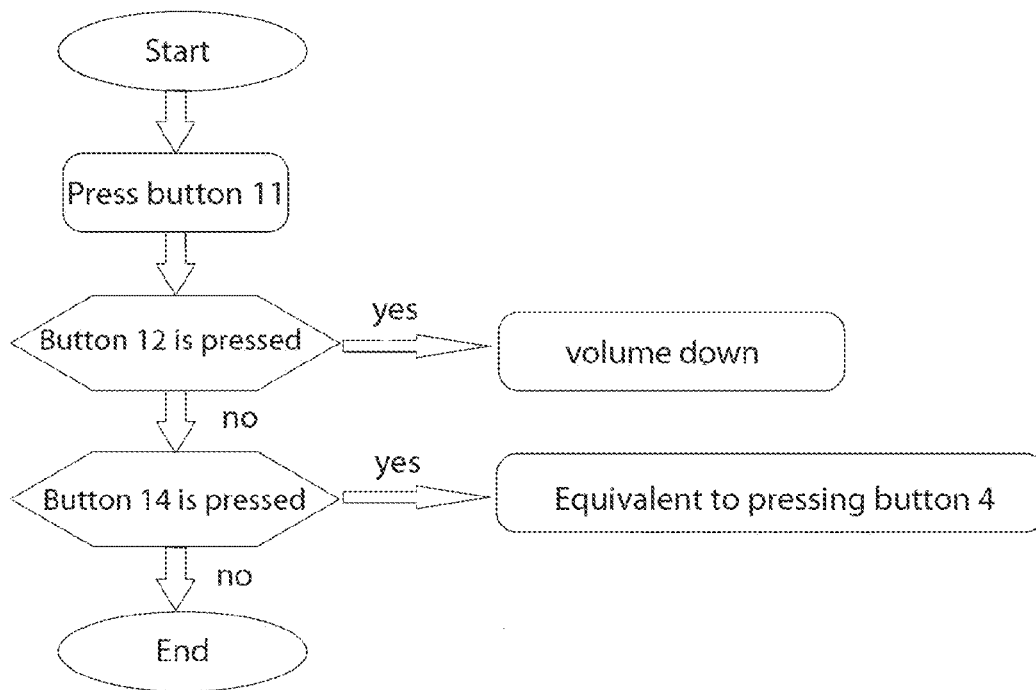 Start
Press button 11
Button 12 is pressed
yes
volume down
no
Button 14 is pressed
yes
Equivalent to pressing button 4
no
End